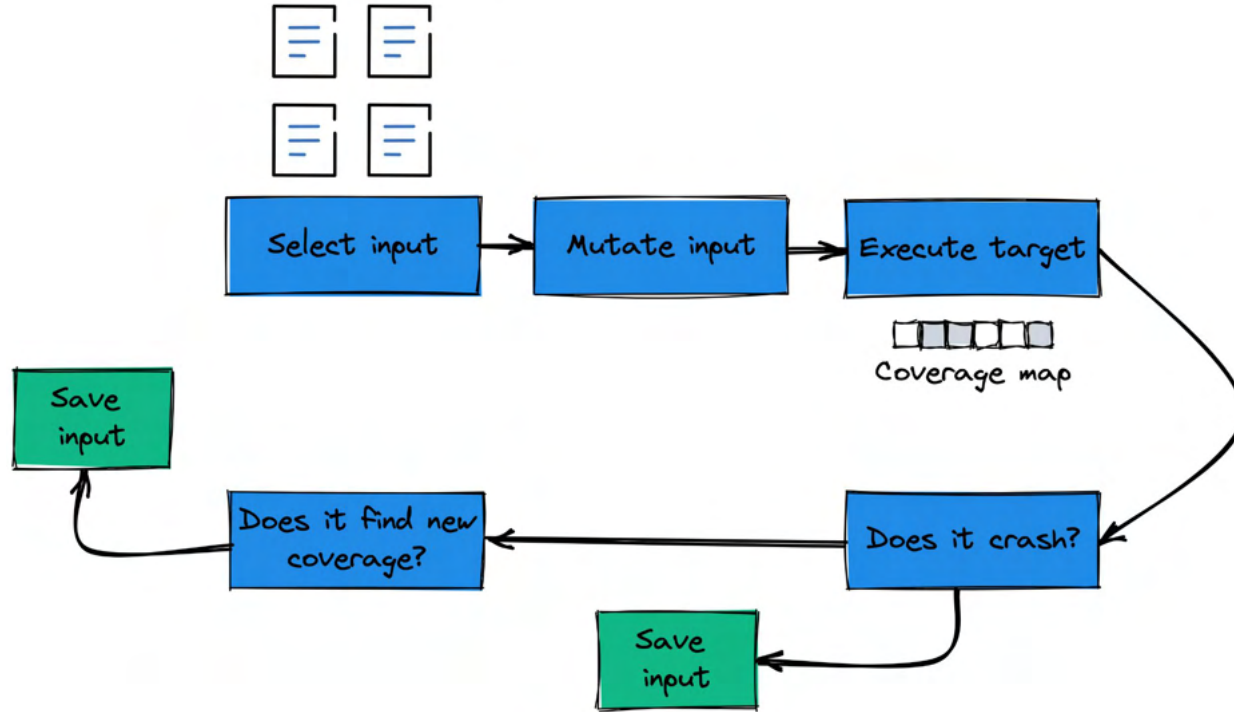 Select input
Mutate input
Execute target
Coverage map
Save
input
Does it find new
coverage?
Does it crash?
Save
input